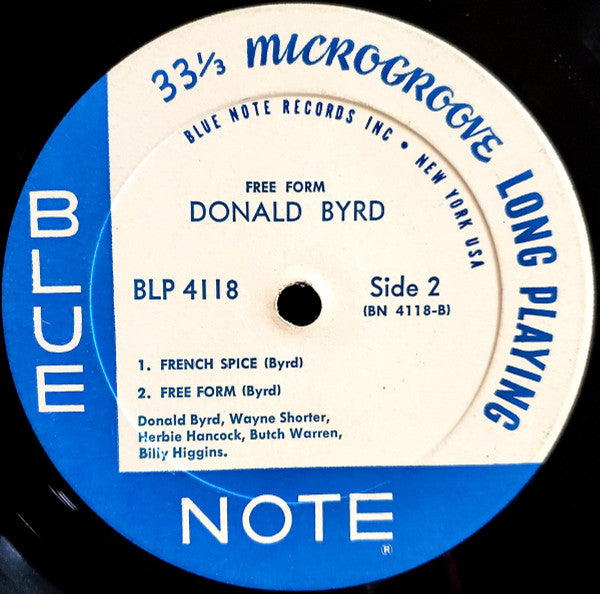 33⅓ MICROGROOVE LONG PLAYING
BLUE NOTE RECORDS INC • NEW YORK USA
FREE FORM
DONALD BYRD
BLP 4118
Side 2
(BN 4118-B)
1. FRENCH SPICE (Byrd)
2. FREE FORM (Byrd)
Donald Byrd, Wayne Shorter,
Herbie Hancock, Butch Warren,
Billy Higgins.
BLUE
NOTE®